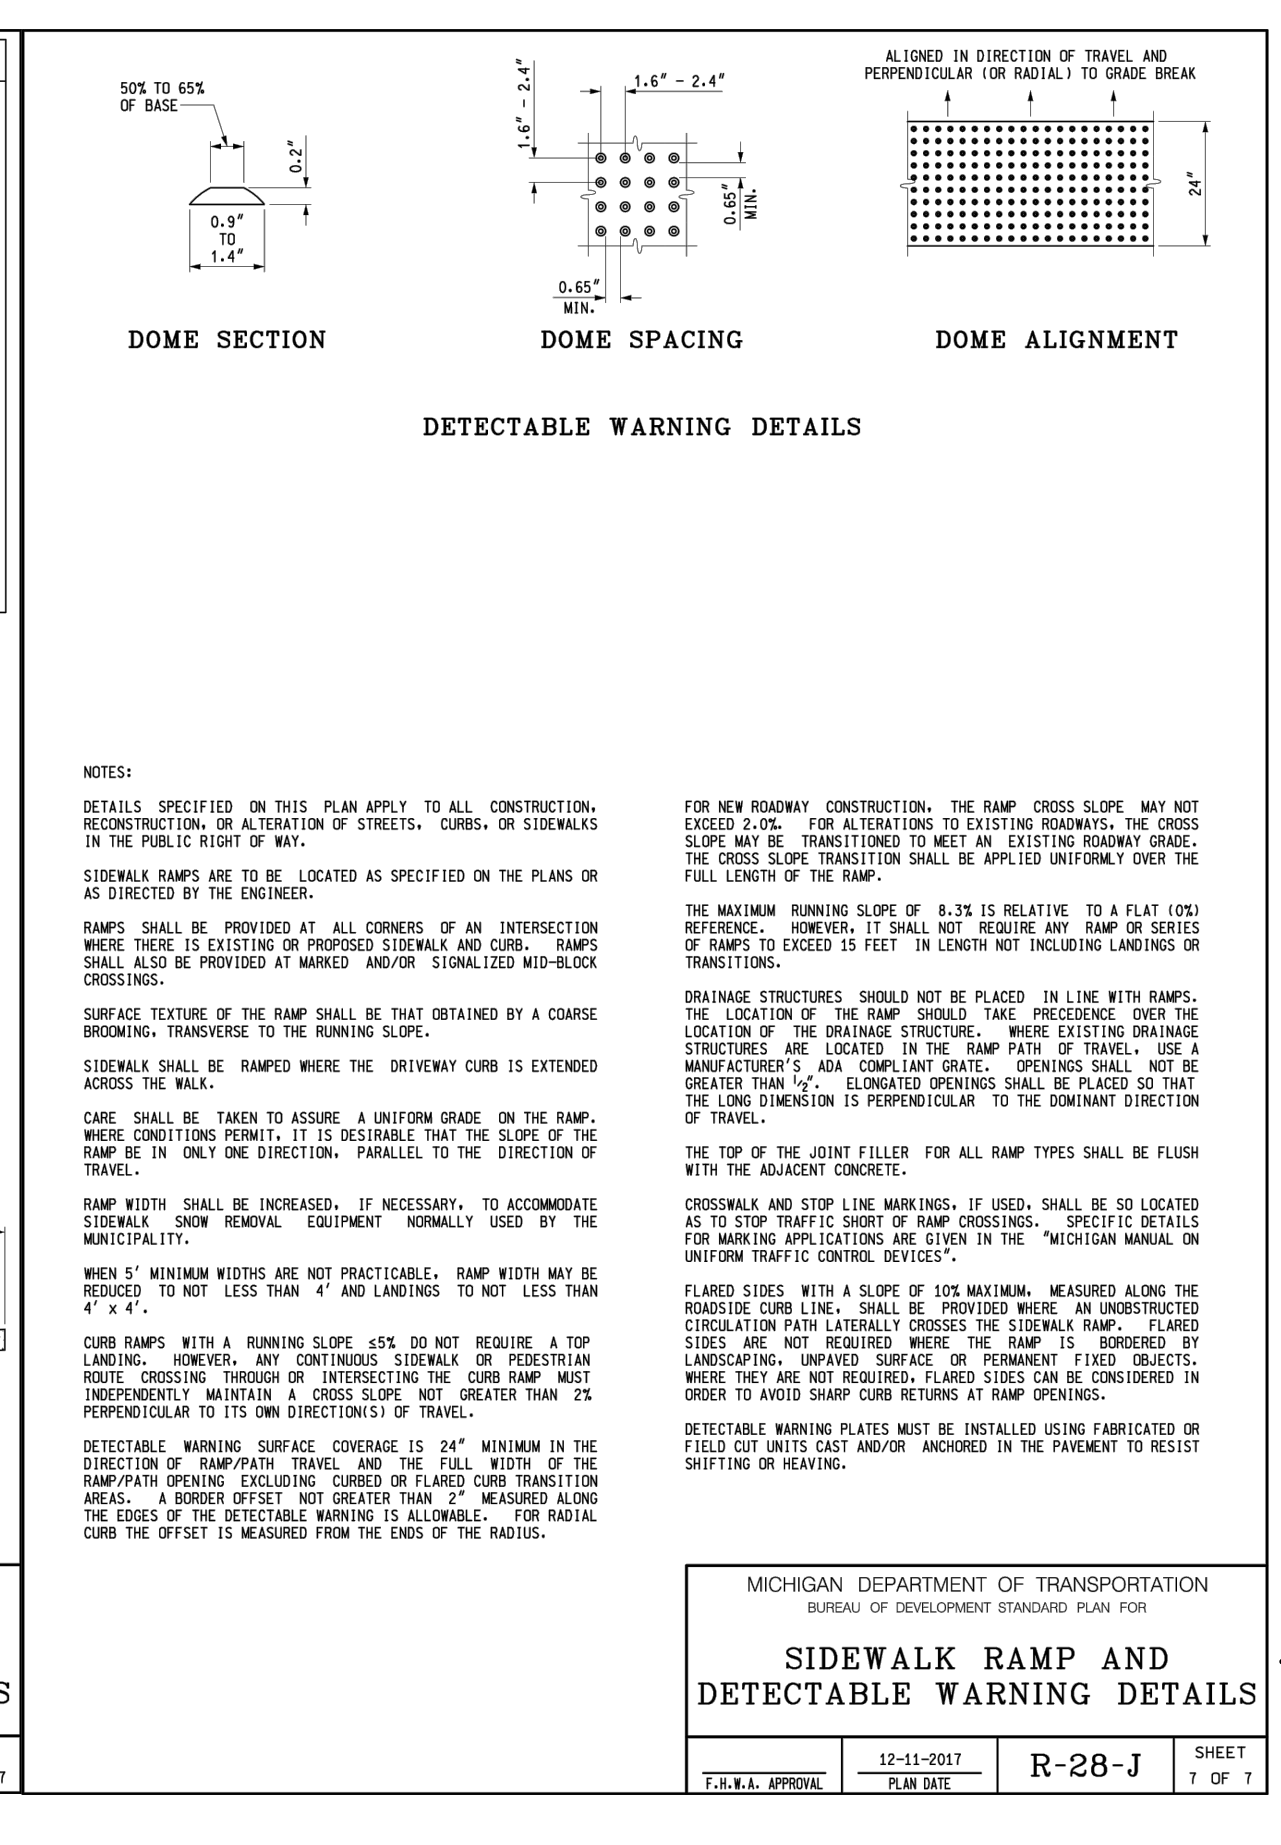 50% TO 65%
OF BASE
0.2"
0.9"
TO
1.4"
DOME SECTION
1.6" - 2.4"
1.6" - 2.4"
0.65"
MIN.
0.65"
MIN.
DOME SPACING
ALIGNED IN DIRECTION OF TRAVEL AND
PERPENDICULAR (OR RADIAL) TO GRADE BREAK
24"
DOME ALIGNMENT
DETECTABLE WARNING DETAILS
NOTES:
DETAILS SPECIFIED ON THIS PLAN APPLY TO ALL CONSTRUCTION,
RECONSTRUCTION, OR ALTERATION OF STREETS, CURBS, OR SIDEWALKS
IN THE PUBLIC RIGHT OF WAY.
SIDEWALK RAMPS ARE TO BE LOCATED AS SPECIFIED ON THE PLANS OR
AS DIRECTED BY THE ENGINEER.
RAMPS SHALL BE PROVIDED AT ALL CORNERS OF AN INTERSECTION
WHERE THERE IS EXISTING OR PROPOSED SIDEWALK AND CURB. RAMPS
SHALL ALSO BE PROVIDED AT MARKED AND/OR SIGNALIZED MID-BLOCK
CROSSINGS.
SURFACE TEXTURE OF THE RAMP SHALL BE THAT OBTAINED BY A COARSE
BROOMING, TRANSVERSE TO THE RUNNING SLOPE.
SIDEWALK SHALL BE RAMPED WHERE THE DRIVEWAY CURB IS EXTENDED
ACROSS THE WALK.
CARE SHALL BE TAKEN TO ASSURE A UNIFORM GRADE ON THE RAMP.
WHERE CONDITIONS PERMIT, IT IS DESIRABLE THAT THE SLOPE OF THE
RAMP BE IN ONLY ONE DIRECTION, PARALLEL TO THE DIRECTION OF
TRAVEL.
RAMP WIDTH SHALL BE INCREASED, IF NECESSARY, TO ACCOMMODATE
SIDEWALK SNOW REMOVAL EQUIPMENT NORMALLY USED BY THE
MUNICIPALITY.
WHEN 5' MINIMUM WIDTHS ARE NOT PRACTICABLE, RAMP WIDTH MAY BE
REDUCED TO NOT LESS THAN 4' AND LANDINGS TO NOT LESS THAN
4' x 4'.
CURB RAMPS WITH A RUNNING SLOPE ≤5% DO NOT REQUIRE A TOP
LANDING. HOWEVER, ANY CONTINUOUS SIDEWALK OR PEDESTRIAN
ROUTE CROSSING THROUGH OR INTERSECTING THE CURB RAMP MUST
INDEPENDENTLY MAINTAIN A CROSS SLOPE NOT GREATER THAN 2%
PERPENDICULAR TO ITS OWN DIRECTION(S) OF TRAVEL.
DETECTABLE WARNING SURFACE COVERAGE IS 24" MINIMUM IN THE
DIRECTION OF RAMP/PATH TRAVEL AND THE FULL WIDTH OF THE
RAMP/PATH OPENING EXCLUDING CURBED OR FLARED CURB TRANSITION
AREAS. A BORDER OFFSET NOT GREATER THAN 2" MEASURED ALONG
THE EDGES OF THE DETECTABLE WARNING IS ALLOWABLE. FOR RADIAL
CURB THE OFFSET IS MEASURED FROM THE ENDS OF THE RADIUS.
FOR NEW ROADWAY CONSTRUCTION, THE RAMP CROSS SLOPE MAY NOT
EXCEED 2.0%. FOR ALTERATIONS TO EXISTING ROADWAYS, THE CROSS
SLOPE MAY BE TRANSITIONED TO MEET AN EXISTING ROADWAY GRADE.
THE CROSS SLOPE TRANSITION SHALL BE APPLIED UNIFORMLY OVER THE
FULL LENGTH OF THE RAMP.
THE MAXIMUM RUNNING SLOPE OF 8.3% IS RELATIVE TO A FLAT (0%)
REFERENCE. HOWEVER, IT SHALL NOT REQUIRE ANY RAMP OR SERIES
OF RAMPS TO EXCEED 15 FEET IN LENGTH NOT INCLUDING LANDINGS OR
TRANSITIONS.
DRAINAGE STRUCTURES SHOULD NOT BE PLACED IN LINE WITH RAMPS.
THE LOCATION OF THE RAMP SHOULD TAKE PRECEDENCE OVER THE
LOCATION OF THE DRAINAGE STRUCTURE. WHERE EXISTING DRAINAGE
STRUCTURES ARE LOCATED IN THE RAMP PATH OF TRAVEL, USE A
MANUFACTURER'S ADA COMPLIANT GRATE. OPENINGS SHALL NOT BE
GREATER THAN 1/2". ELONGATED OPENINGS SHALL BE PLACED SO THAT
THE LONG DIMENSION IS PERPENDICULAR TO THE DOMINANT DIRECTION
OF TRAVEL.
THE TOP OF THE JOINT FILLER FOR ALL RAMP TYPES SHALL BE FLUSH
WITH THE ADJACENT CONCRETE.
CROSSWALK AND STOP LINE MARKINGS, IF USED, SHALL BE SO LOCATED
AS TO STOP TRAFFIC SHORT OF RAMP CROSSINGS. SPECIFIC DETAILS
FOR MARKING APPLICATIONS ARE GIVEN IN THE "MICHIGAN MANUAL ON
UNIFORM TRAFFIC CONTROL DEVICES".
FLARED SIDES WITH A SLOPE OF 10% MAXIMUM, MEASURED ALONG THE
ROADSIDE CURB LINE, SHALL BE PROVIDED WHERE AN UNOBSTRUCTED
CIRCULATION PATH LATERALLY CROSSES THE SIDEWALK RAMP. FLARED
SIDES ARE NOT REQUIRED WHERE THE RAMP IS BORDERED BY
LANDSCAPING, UNPAVED SURFACE OR PERMANENT FIXED OBJECTS.
WHERE THEY ARE NOT REQUIRED, FLARED SIDES CAN BE CONSIDERED IN
ORDER TO AVOID SHARP CURB RETURNS AT RAMP OPENINGS.
DETECTABLE WARNING PLATES MUST BE INSTALLED USING FABRICATED OR
FIELD CUT UNITS CAST AND/OR ANCHORED IN THE PAVEMENT TO RESIST
SHIFTING OR HEAVING.
MICHIGAN DEPARTMENT OF TRANSPORTATION
BUREAU OF DEVELOPMENT STANDARD PLAN FOR
SIDEWALK RAMP AND
DETECTABLE WARNING DETAILS
F.H.W.A. APPROVAL
12-11-2017
PLAN DATE
R-28-J
SHEET
7 OF 7
S
7